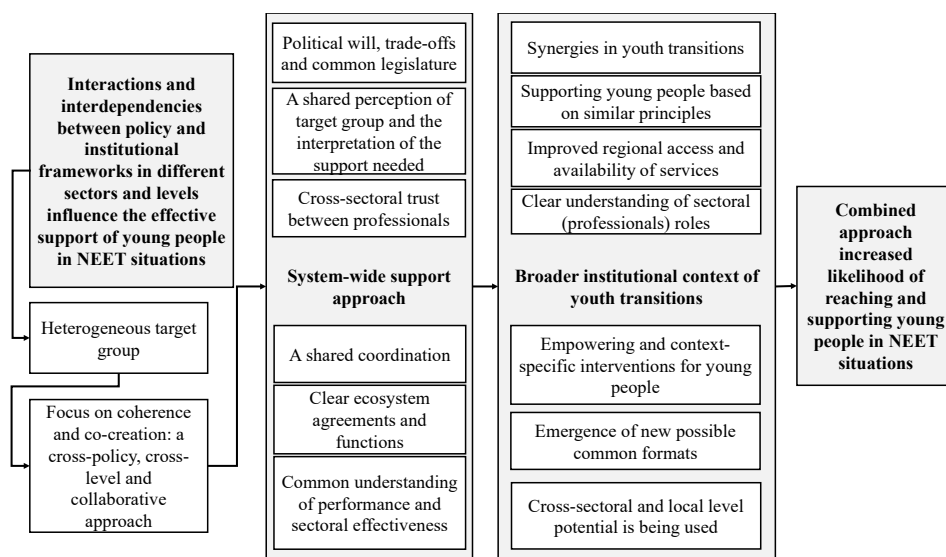 Interactions and
interdependencies
between policy and
institutional
frameworks in different
sectors and levels
influence the effective
support of young people
in NEET situations
Heterogeneous target
group
Focus on coherence
and co-creation: a
cross-policy, cross-
level and
collaborative
approach
Political will, trade-offs
and common legislature
A shared perception of
target group and the
interpretation of the
support needed
Cross-sectoral trust
between professionals
System-wide support
approach
A shared coordination
Clear ecosystem
agreements and
functions
Common understanding
of performance and
sectoral effectiveness
Synergies in youth
transitions
Supporting young people
based on similar
principles
Improved regional access
and availability of
services
Clear understanding of
sectoral (professionals)
roles
Broader institutional context of
youth transitions
Empowering and context-
specific interventions for young
people
Emergence of new possible
common formats
Cross-sectoral and local level
potential is being used
Combined
approach
increased
likelihood of
reaching and
supporting young
people in NEET
situations